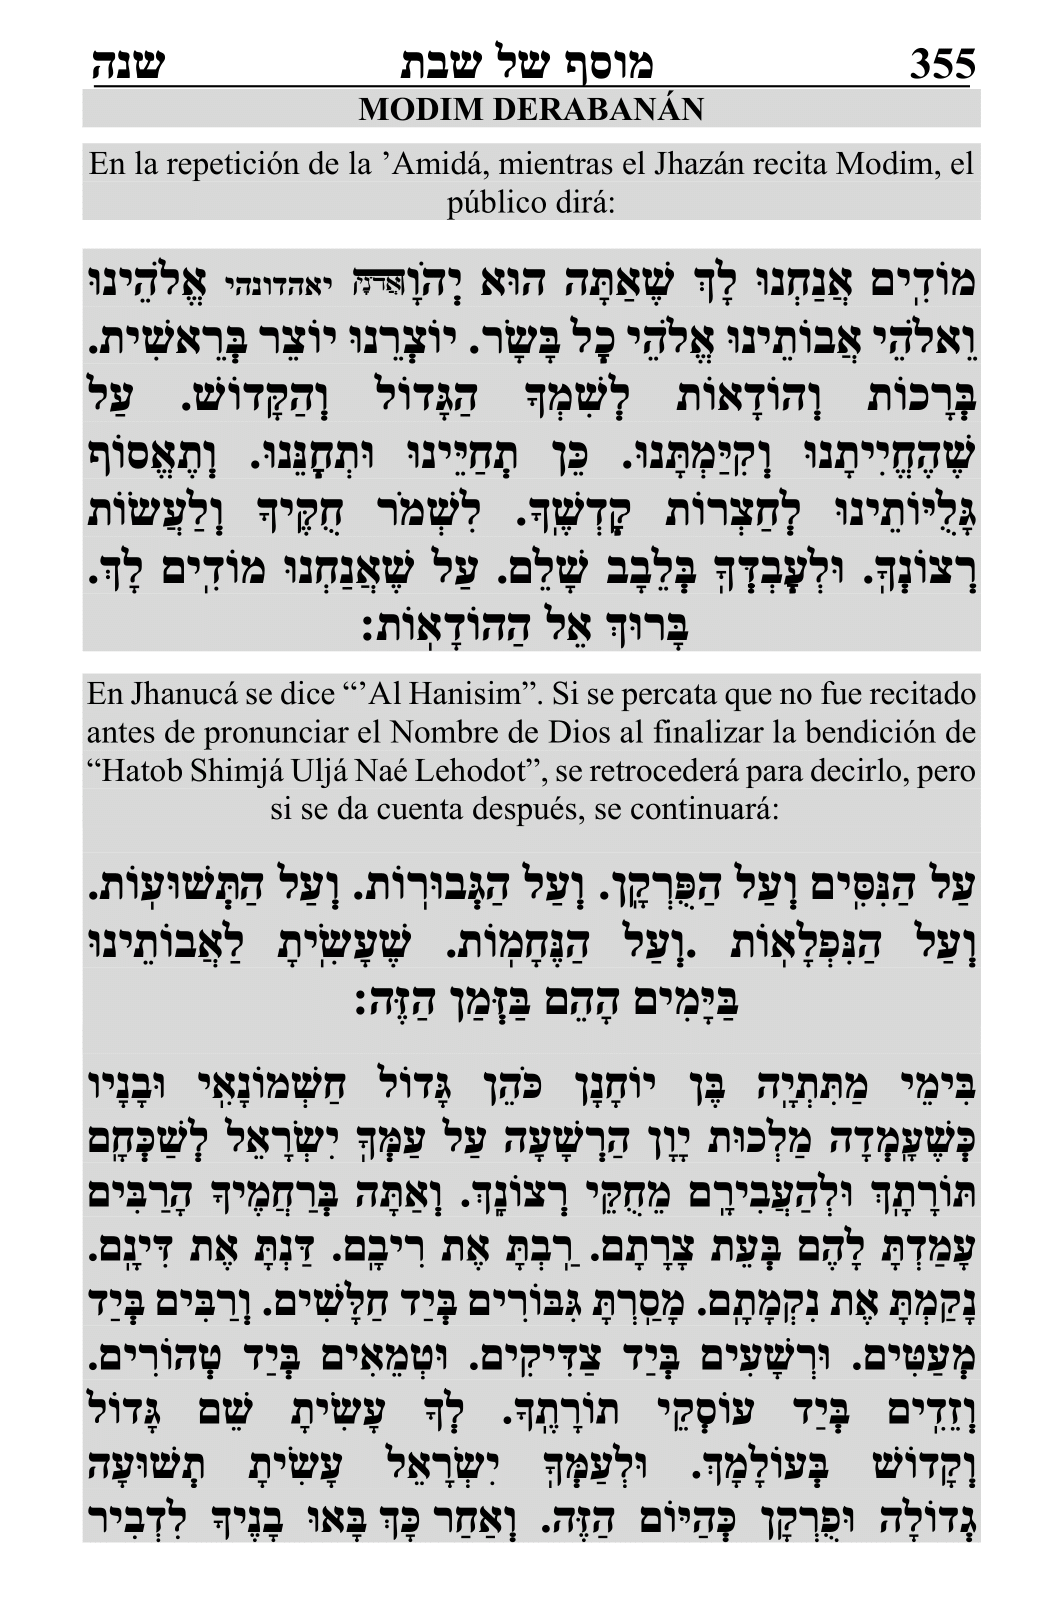 355 מוסף של שבת שנה
MODIM DERABANÁN
En la repetición de la ’Amidá, mientras el Jhazán recita Modim, el
público dirá:
מוֹדִֽים אֲנַחְנוּ לָךְ שֶׁאַתָּה הוּא יְֽהֹוָאֲדֹנָיה יאהדונהי אֱלֹהֵֽינוּ
וֵאלֹהֵֽי אֲבוֹתֵֽינוּ אֱלֹהֵֽי כׇל בָּשָׂר. יוֹצְֽרֵנוּ יוֹצֵר בְּֽרֵאשִׁית.
בְּֽרָכוֹת וְֽהוֹדָאוֹת לְֽשִׁמְךָ הַגָּדוֹל וְֽהַקָּדוֹשׁ. עַל
שֶׁהֶחֱיִיתָנוּ וְֽקִיַּמְתָּנוּ. כֵּן תְּֽחַיֵּינוּ וּתְחׇנֵּנוּ. וְֽתֶאֱסוֹף
גָּלֻיּוֹתֵינוּ לְֽחַצְרוֹת קׇדְשֶֽׁךָ. לִשְׁמֹר חֻקֶּיךָ וְֽלַעֲשׂוֹת
רְֽצוֹנְֽךָֽ. וּלְעׇבְדְּֽךָֽ בְּֽלֵבָב שָׁלֵם. עַל שֶׁאֲנַחְנוּ מוֹדִֽים לָךְ.
בָּרוּךְ אֵל הַהוֹדָאֽוֹת:
En Jhanucá se dice “’Al Hanisim”. Si se percata que no fue recitado
antes de pronunciar el Nombre de Dios al finalizar la bendición de
“Hatob Shimjá Uljá Naé Lehodot”, se retrocederá para decirlo, pero
si se da cuenta después, se continuará:
עַל הַנִּסִּֽים וְֽעַל הַפֻּרְקָֽן. וְֽעַל הַגְּֽבוּרֽוֹת. וְֽעַל הַתְּֽשׁוּעֽוֹת.
וְֽעַל הַנִּפְלָאֽוֹת .וְֽעַל הַנֶּחָמֽוֹת. שֶׁעָשִֽׂיתָ לַאֲבוֹתֵינוּ
בַּיָּמִים הָהֵם בַּזְּֽמַן הַזֶּה:
בִּימֵי מַתִּתְיָֽה בֶּן יוֹחָנָן כֹּהֵן גָּדוֹל חַשְׁמוֹנָאִֽי וּבָנָיו
כְּֽשֶׁעָֽמְֽדָה מַלְכוּת יָוָן הָרְֽשָׁעָה עַל עַמְּֽךָֽ יִשְׂרָאֵל לְֽשַׁכְּֽחָֽם
תּוֹרָתָֽךְ וּלְהַעֲבִירָֽם מֵחֻקֵּי רְֽצוֹנָֽךְ. וְֽאַתָּה בְּֽרַחֲמֶיךָ הָרַבִּים
עָמַדְתָּ לָהֶם בְּֽעֵת צָרָתָם. רַֽבְתָּ אֶת רִיבָֽם. דַּנְתָּ אֶת דִּינָֽם.
נָקַמְתָּ אֶת נִקְמָתָֽם. מָסַֽרְתָּ גִּבּוֹרִים בְּֽיַד חַלָּשִׁים. וְֽרַבִּים בְּֽיַד
מְֽעַטִּים. וּרְשָׁעִים בְּֽיַד צַדִּיקִים. וּטְמֵאִים בְּֽיַד טְֽהוֹרִים.
וְֽזֵדִֽים בְּֽיַד עוֹסְֽקֵי תוֹרָתֶֽךָ. לְֽךָ עָשִׂיתָ שֵׁם גָּדוֹל
וְֽקָדוֹשׁ בְּֽעוֹלָמָךְ. וּלְעַמְּֽךָֽ יִשְׂרָאֵל עָשִׂיתָ תְּֽשׁוּעָה
גְּֽדוֹלָה וּפֻרְקָן כְּֽהַיּוֹם הַזֶּה. וְֽאַחַר כָּךְ בָּאוּ בָנֶיךָ לִדְבִיר